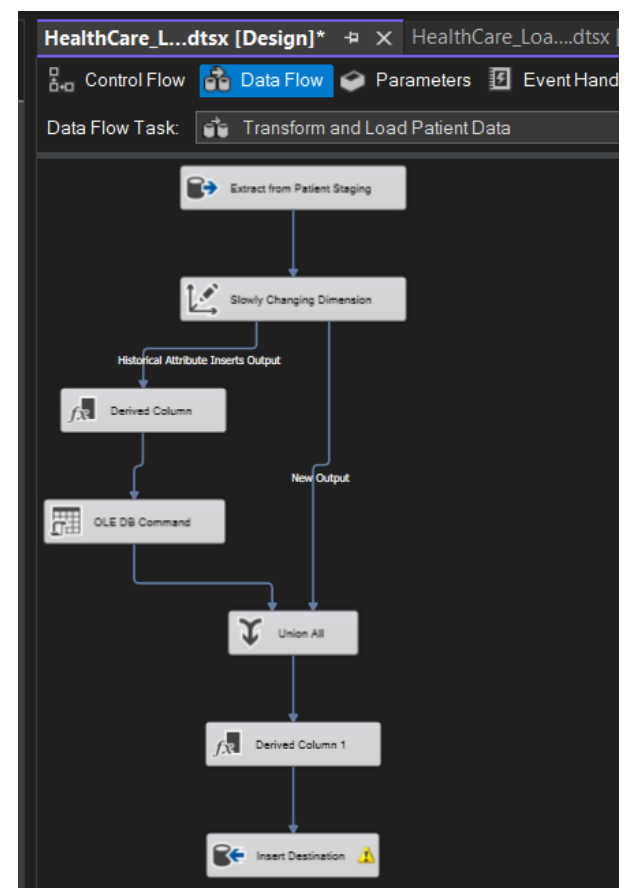 HealthCare_L...dtsx [Design]*
HealthCare_Loa....dtsx [
Control Flow
Data Flow
Parameters
Event Hand
Data Flow Task:
Transform and Load Patient Data
Extract from Patient Staging
Slowly Changing Dimension
Historical Attribute Inserts Output
Derived Column
New Output
OLE DB Command
Union All
Derived Column 1
Insert Destination